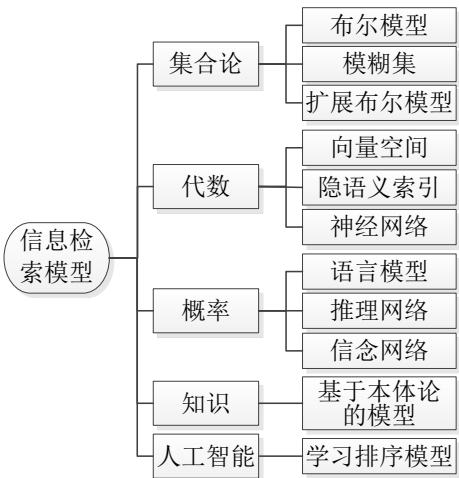 信息检
索模型
集合论
布尔模型
模糊集
扩展布尔模型
代数
向量空间
隐语义索引
神经网络
概率
语言模型
推理网络
信念网络
知识
基于本体论
的模型
人工智能
学习排序模型